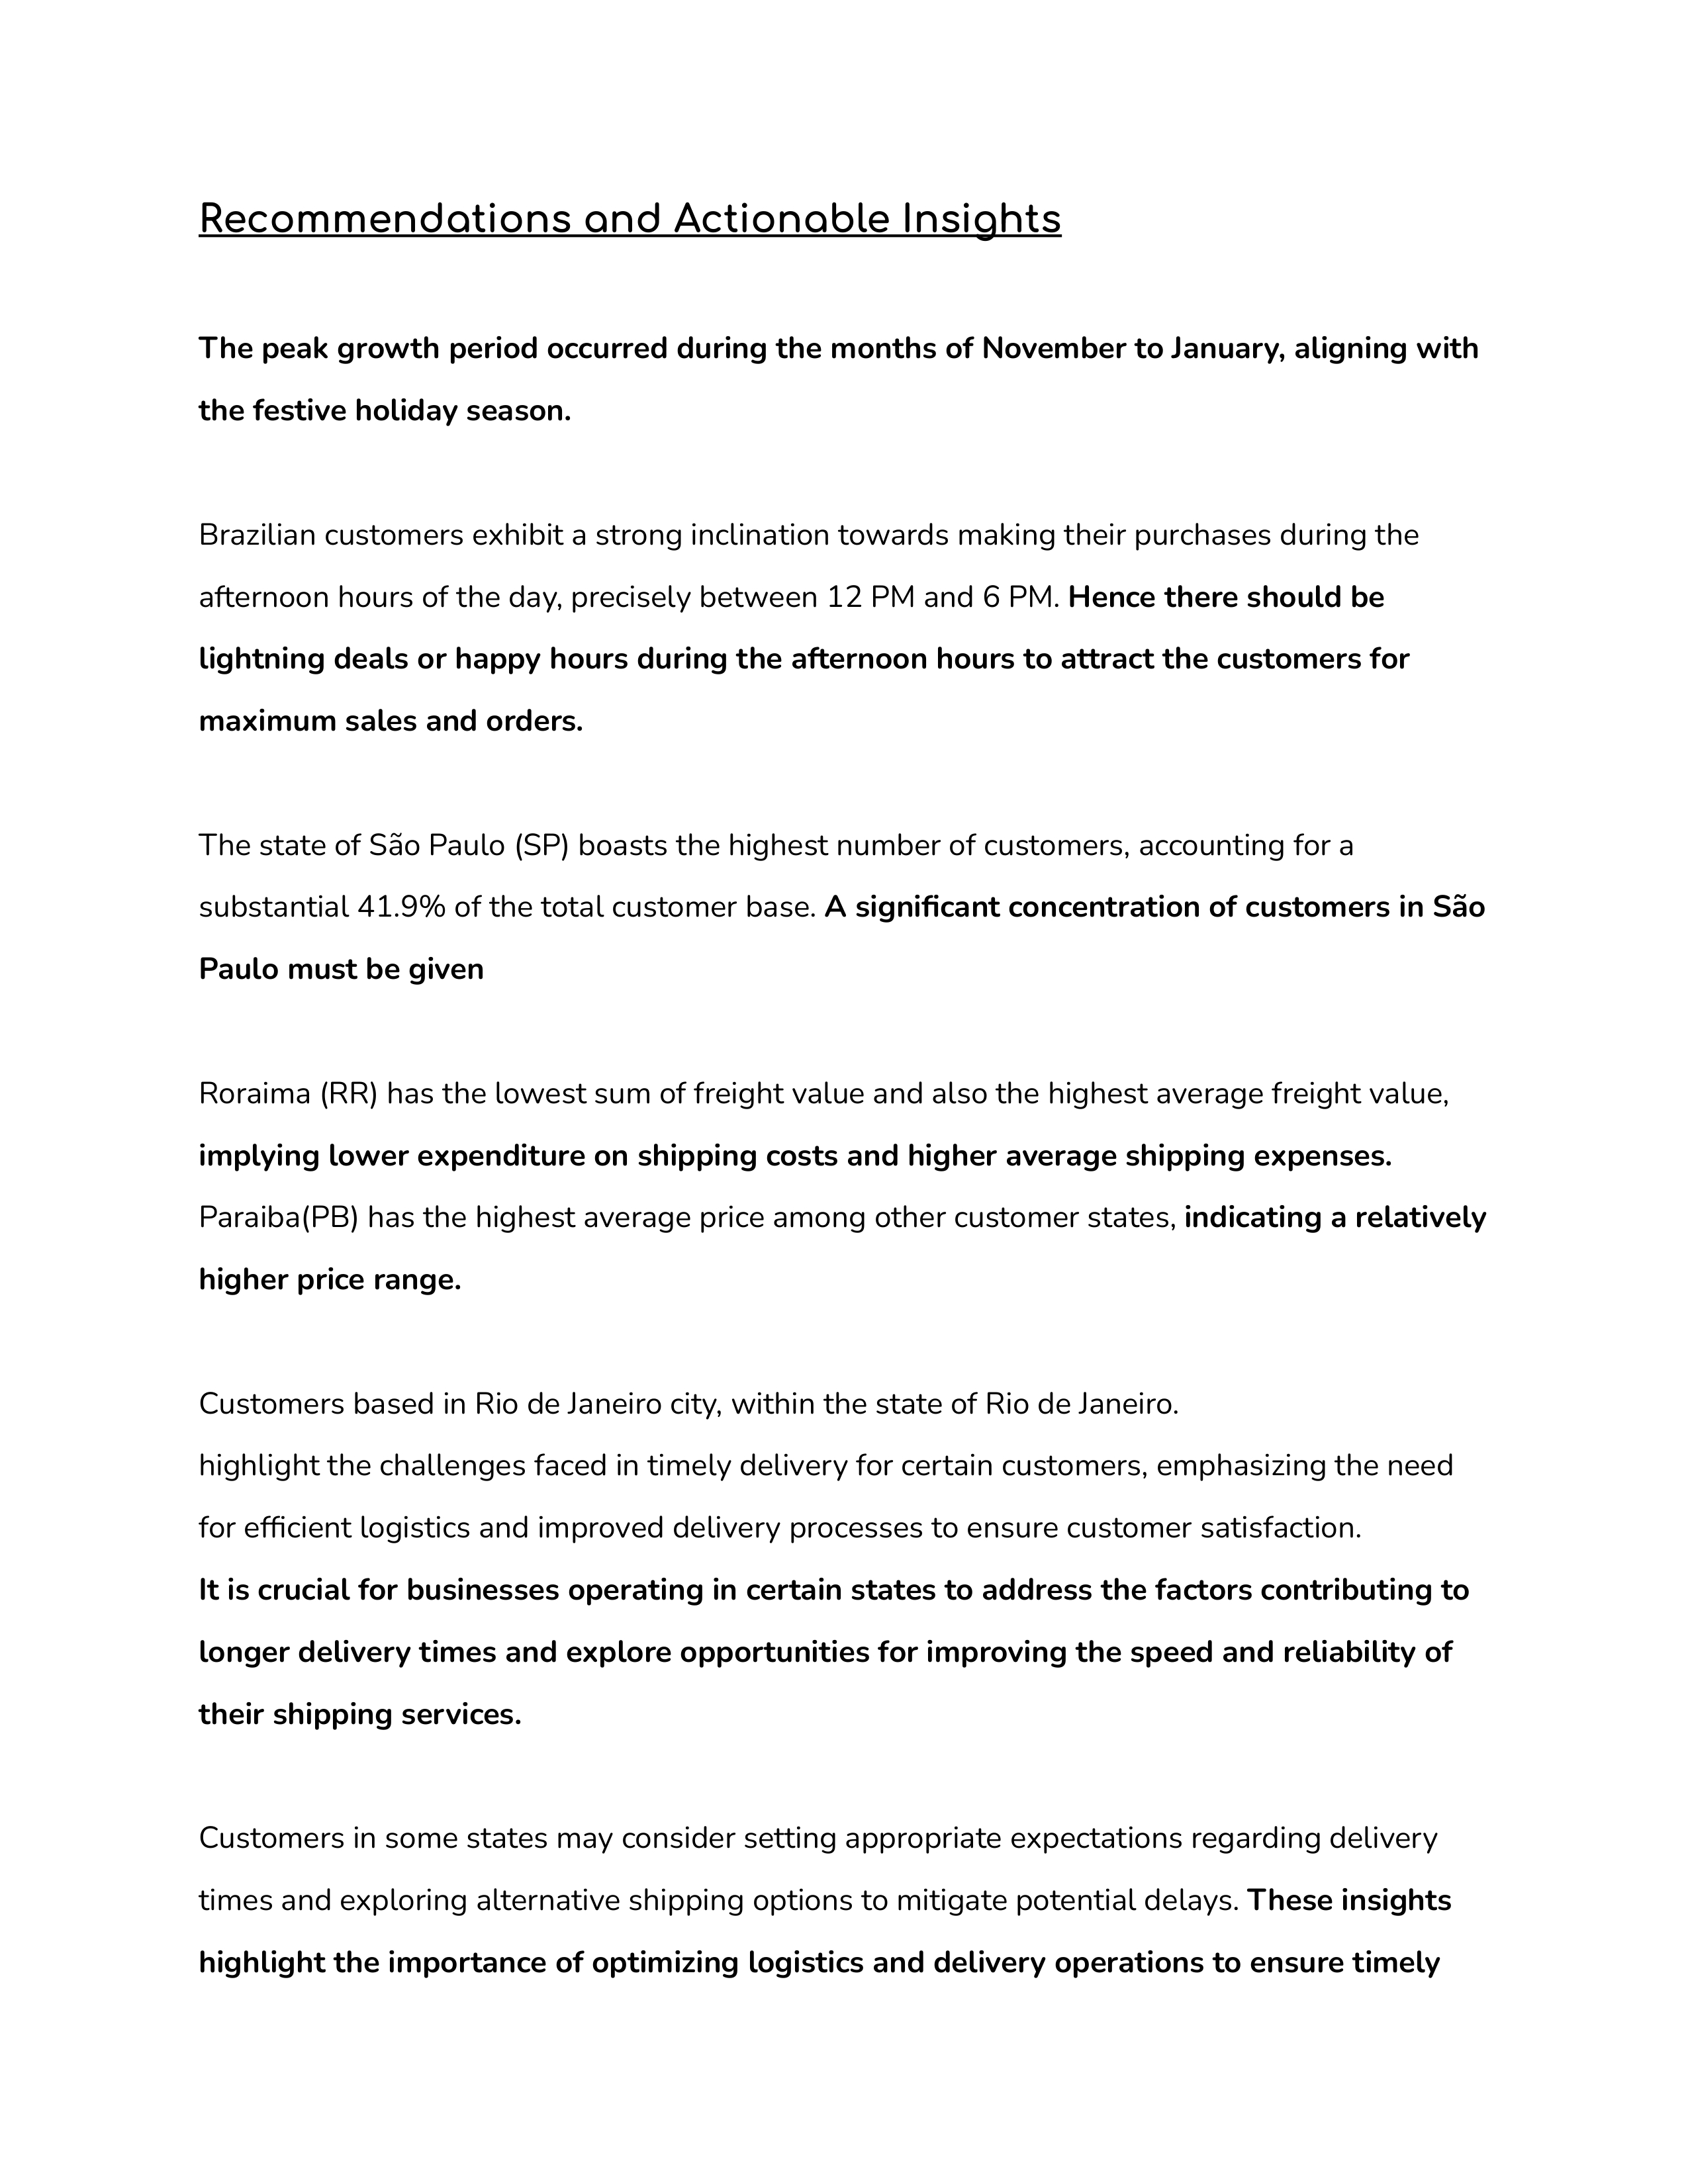 Recommendations and Actionable Insights
The peak growth period occurred during the months of November to January, aligning with
the festive holiday season.
Brazilian customers exhibit a strong inclination towards making their purchases during the
afternoon hours of the day, precisely between 12 PM and 6 PM. Hence there should be
lightning deals or happy hours during the afternoon hours to attract the customers for
maximum sales and orders.
The state of São Paulo (SP) boasts the highest number of customers, accounting for a
substantial 41.9% of the total customer base. A significant concentration of customers in São
Paulo must be given
Roraima (RR) has the lowest sum of freight value and also the highest average freight value,
implying lower expenditure on shipping costs and higher average shipping expenses.
Paraiba(PB) has the highest average price among other customer states, indicating a relatively
higher price range.
Customers based in Rio de Janeiro city, within the state of Rio de Janeiro.
highlight the challenges faced in timely delivery for certain customers, emphasizing the need
for efficient logistics and improved delivery processes to ensure customer satisfaction.
It is crucial for businesses operating in certain states to address the factors contributing to
longer delivery times and explore opportunities for improving the speed and reliability of
their shipping services.
Customers in some states may consider setting appropriate expectations regarding delivery
times and exploring alternative shipping options to mitigate potential delays. These insights
highlight the importance of optimizing logistics and delivery operations to ensure timely